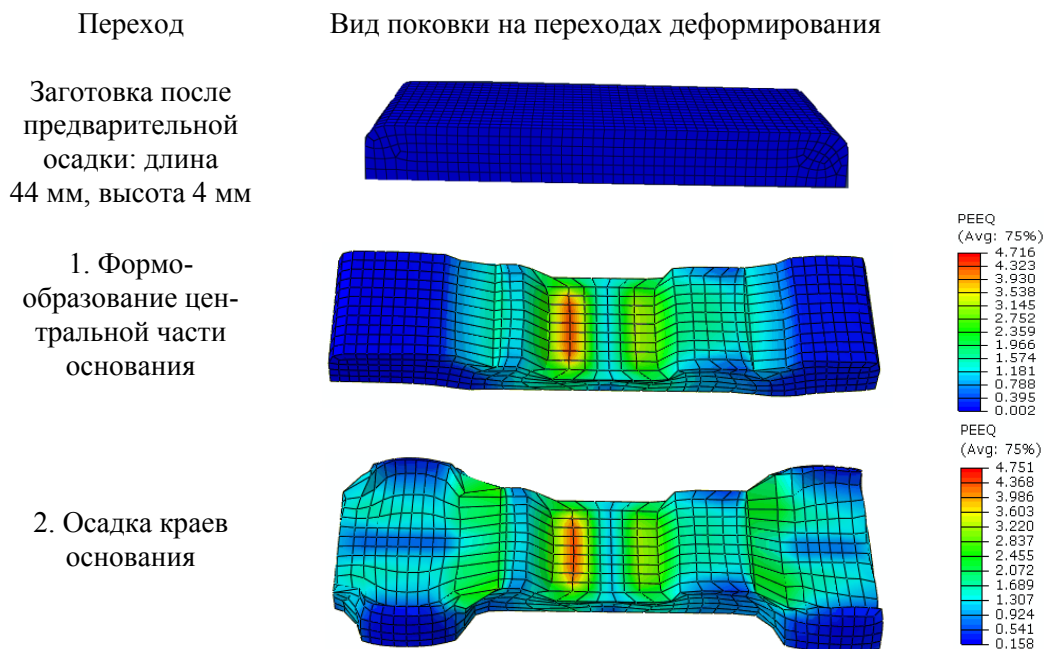 Переход
Вид поковки на переходах деформирования
Заготовка после
предварительной
осадки: длина
44 мм, высота 4 мм
1. Формо-
образование цен-
тральной части
основания
PEEQ
(Avg: 75%)
4.716
4.323
3.930
3.538
3.145
2.752
2.359
1.966
1.574
1.181
0.788
0.395
0.002
2. Осадка краев
основания
PEEQ
(Avg: 75%)
4.751
4.368
3.986
3.603
3.220
2.837
2.455
2.072
1.689
1.307
0.924
0.541
0.158